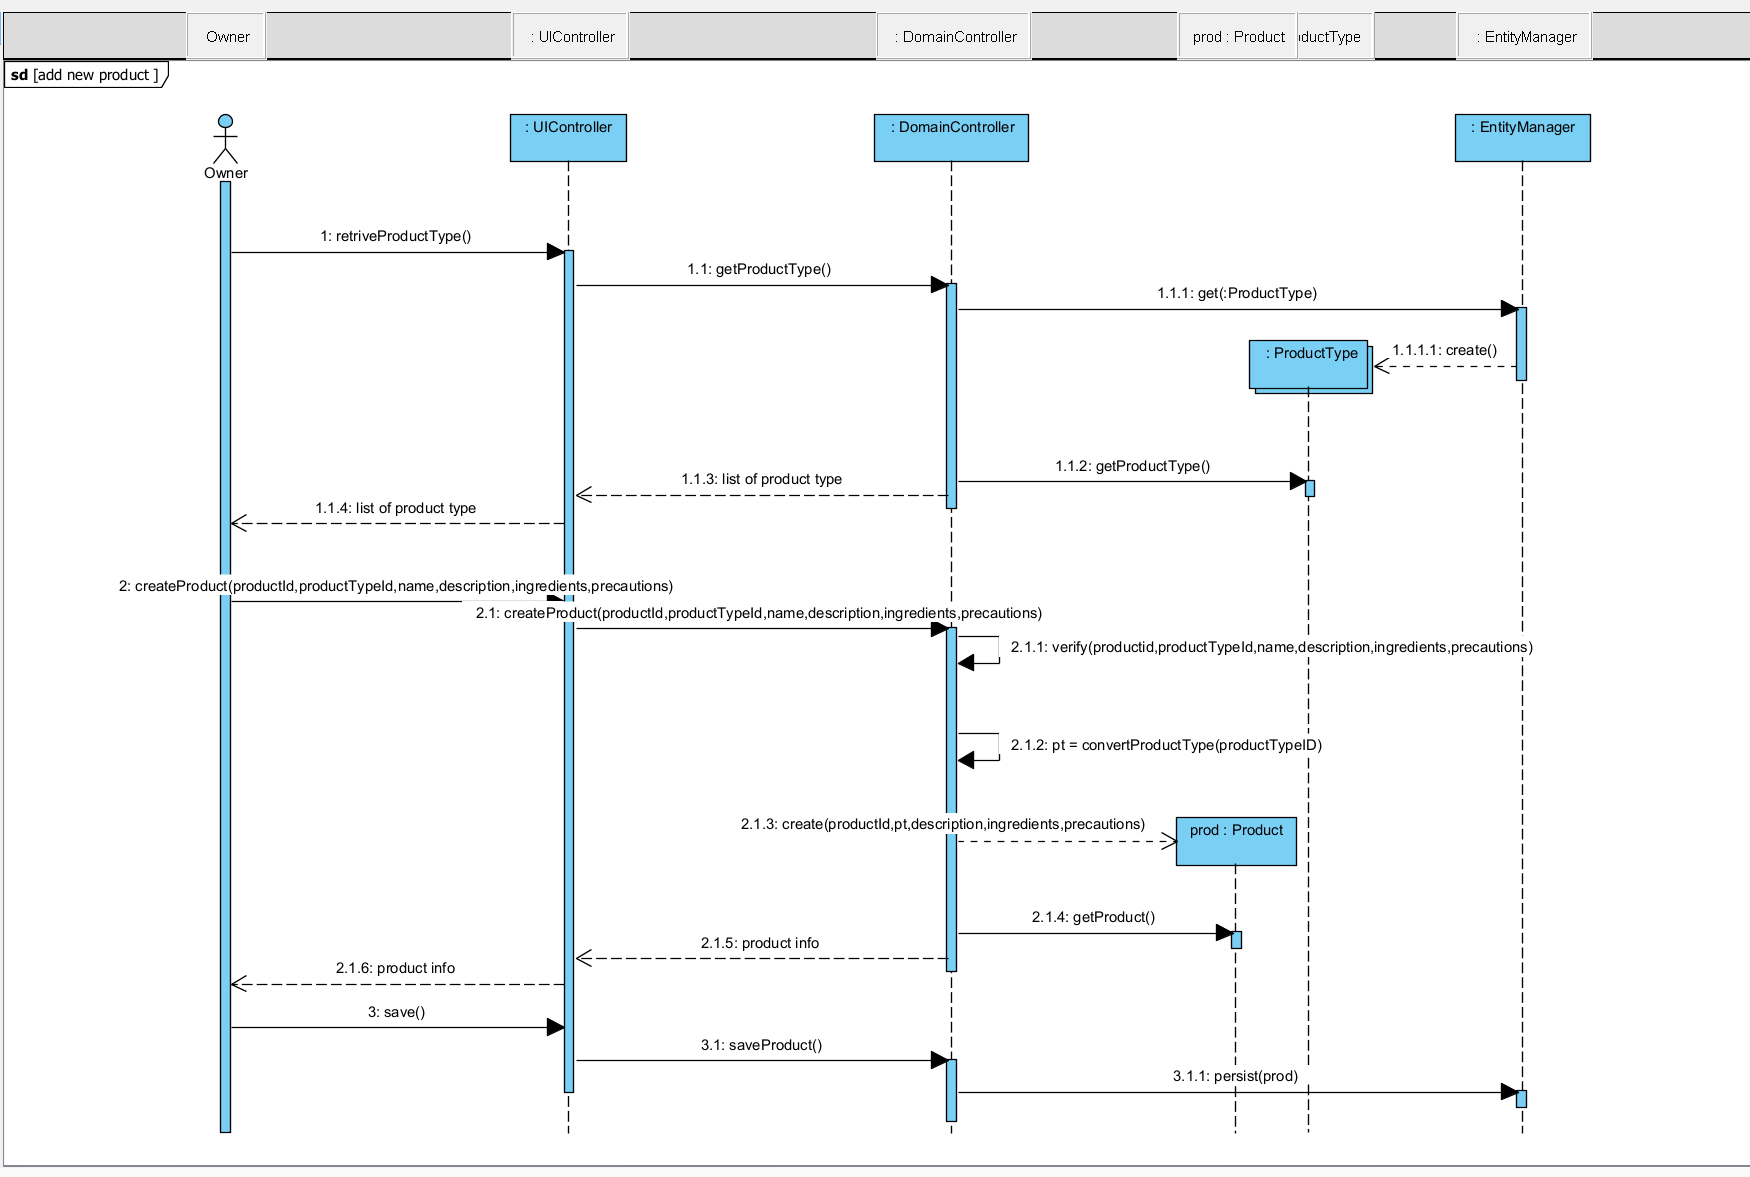 Owner
: UIController
: DomainController
prod : Product
ductType
: EntityManager
sd [add new product ]
: UIController
: DomainController
: EntityManager
Owner
1: retriveProductType()
1.1: getProductType()
1.1.1: get(:ProductType)
: ProductType
1.1.1.1: create()
1.1.2: getProductType()
1.1.3: list of product type
1.1.4: list of product type
2: createProduct(productId,productTypeId,name,description,ingredients,precautions)
2.1: createProduct(productId,productTypeId,name,description,ingredients,precautions)
2.1.1: verify(productid,productTypeId,name,description,ingredients,precautions)
2.1.2: pt = convertProductType(productTypeID)
2.1.3: create(productId,pt,description,ingredients,precautions)
prod : Product
2.1.4: getProduct()
2.1.5: product info
2.1.6: product info
3: save()
3.1: saveProduct()
3.1.1: persist(prod)